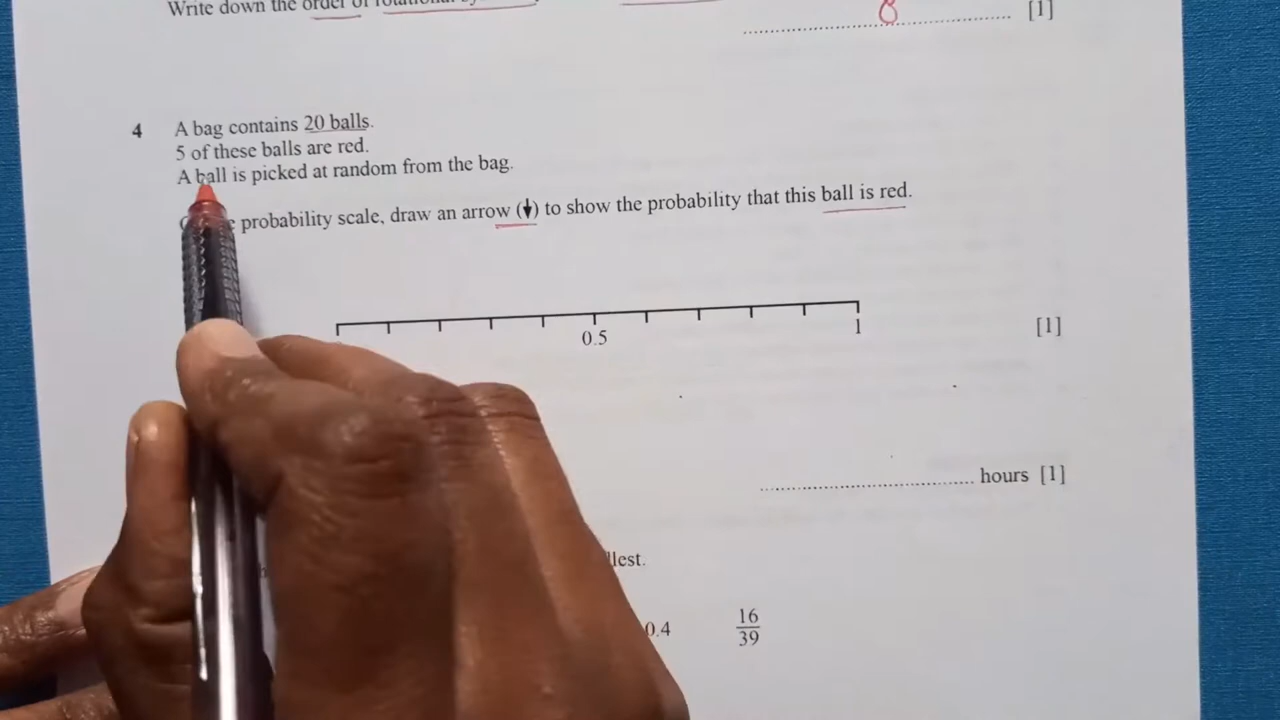 Write down the order of rotational
8
[1]
4 A bag contains 20 balls.
5 of these balls are red.
A ball is picked at random from the bag.
probability scale, draw an arrow (↓) to show the probability that this ball is red.
0.5 1 [1]
hours [1]
0.4 16/39